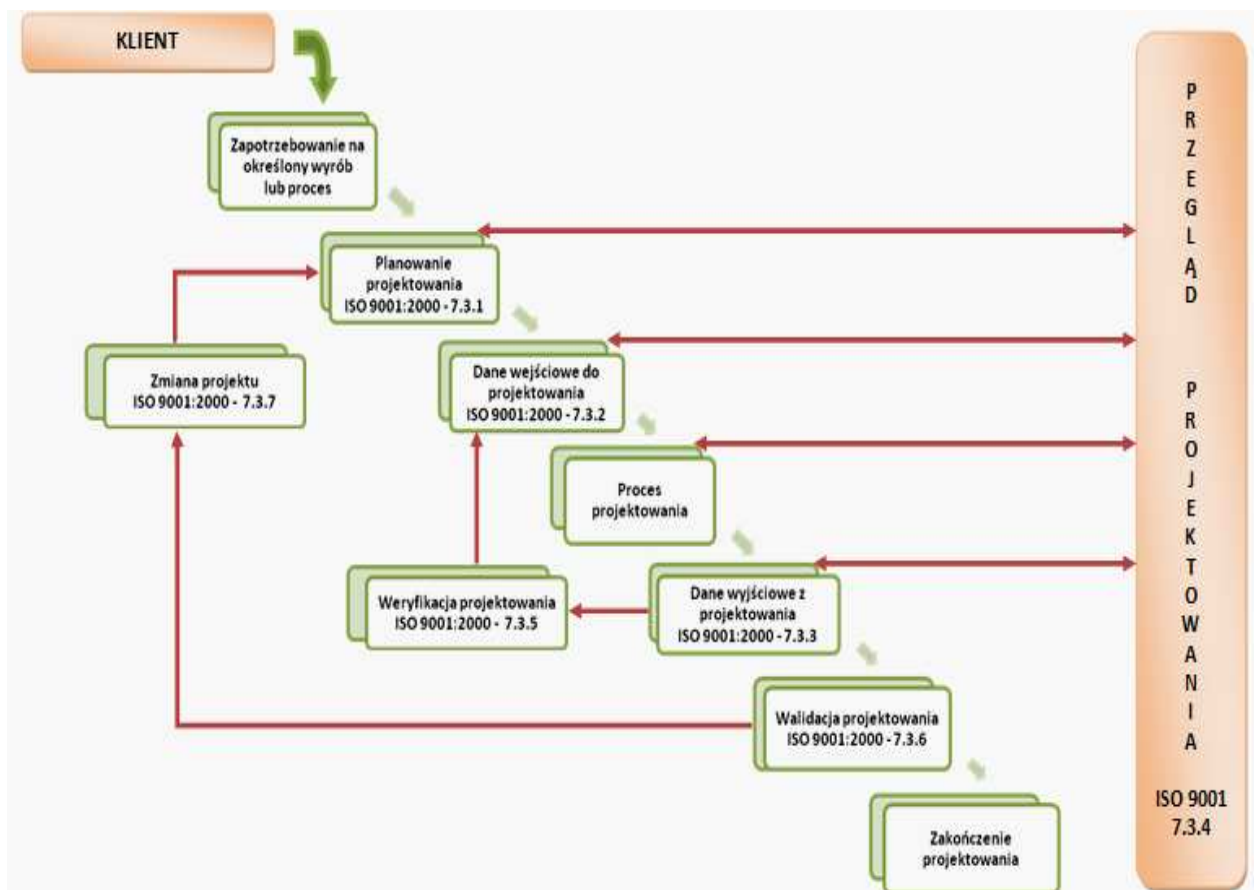 KLIENT
Zapotrzebowanie na
określony wyrób
lub proces
Planowanie
projektowania
ISO 9001:2000 - 7.3.1
Zmiana projektu
ISO 9001:2000 - 7.3.7
Dane wejściowe do
projektowania
ISO 9001:2000 - 7.3.2
Proces
projektowania
Weryfikacja projektowania
ISO 9001:2000 - 7.3.5
Dane wyjściowe z
projektowania
ISO 9001:2000 - 7.3.3
Walidacja projektowania
ISO 9001:2000 - 7.3.6
Zakończenie
projektowania
PRZEGLĄD PROJEKTOWANIA
ISO 9001
7.3.4